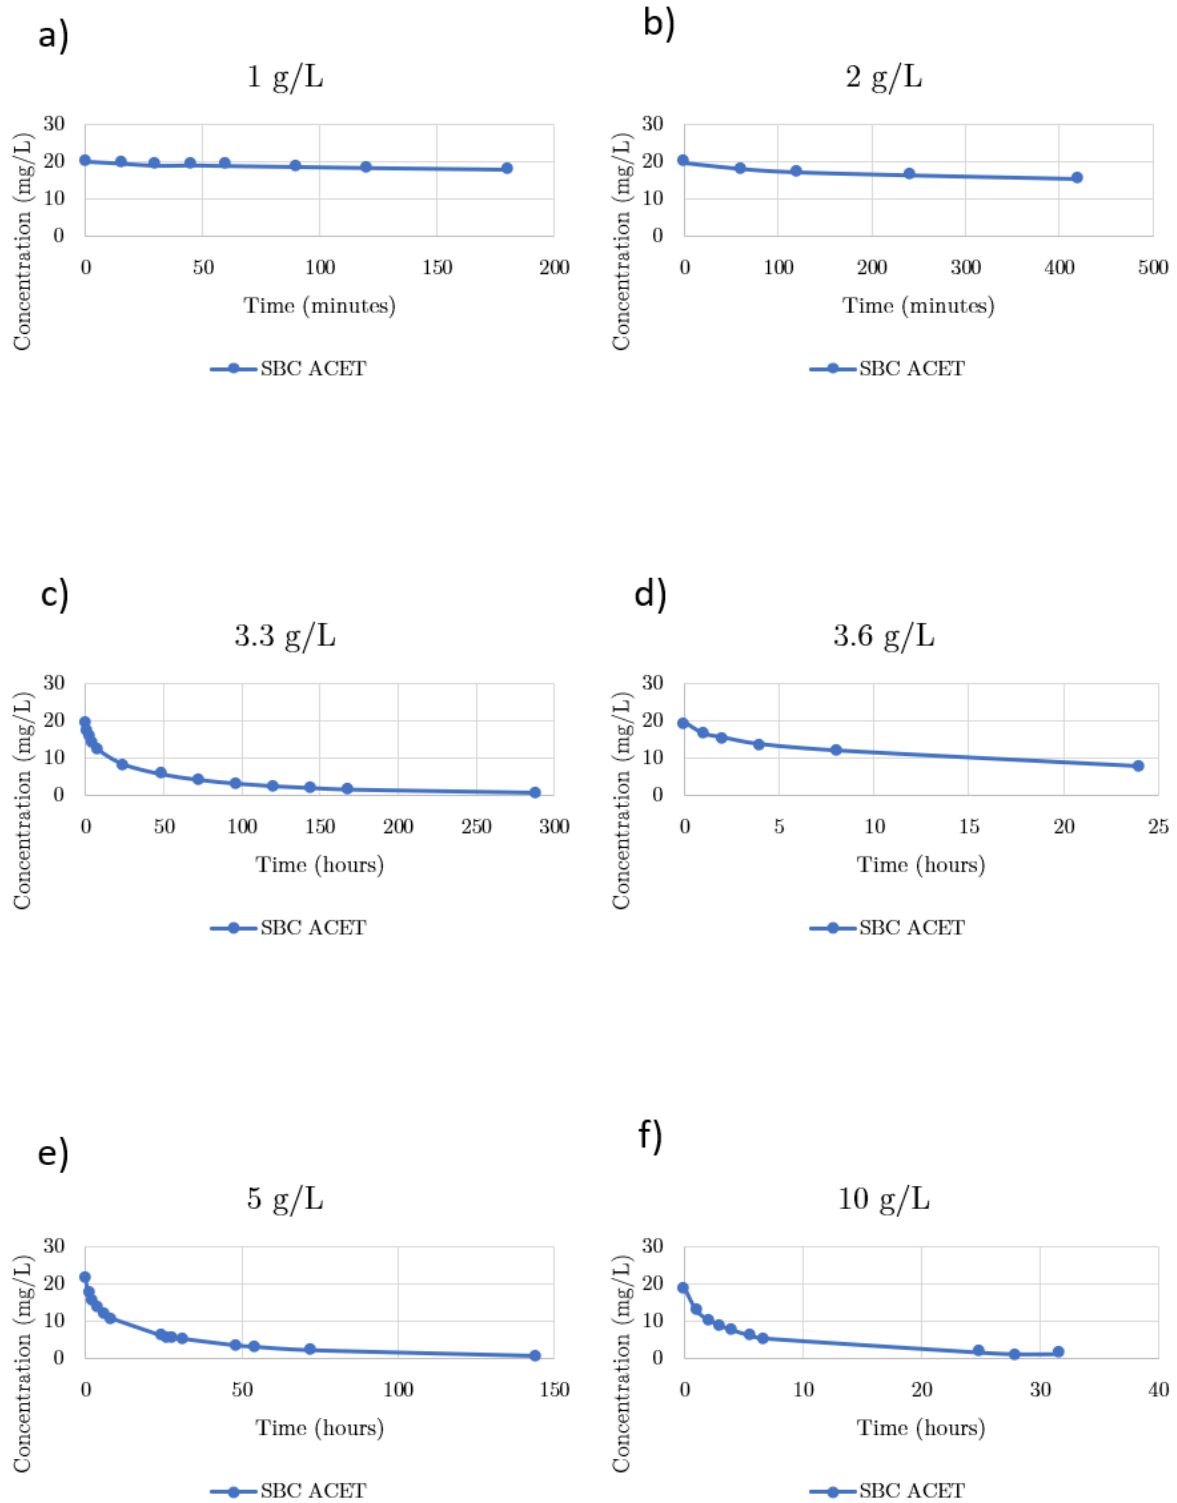 a)
1 g/L
Concentration (mg/L)
30
20
10
0
0 50 100 150 200
Time (minutes)
SBC ACET
b)
2 g/L
Concentration (mg/L)
30
20
10
0
0 100 200 300 400 500
Time (minutes)
SBC ACET
c)
3.3 g/L
Concentration (mg/L)
30
20
10
0
0 50 100 150 200 250 300
Time (hours)
SBC ACET
d)
3.6 g/L
Concentration (mg/L)
30
20
10
0
0 5 10 15 20 25
Time (hours)
SBC ACET
e)
5 g/L
Concentration (mg/L)
30
20
10
0
0 50 100 150
Time (hours)
SBC ACET
f)
10 g/L
Concentration (mg/L)
30
20
10
0
0 10 20 30 40
Time (hours)
SBC ACET